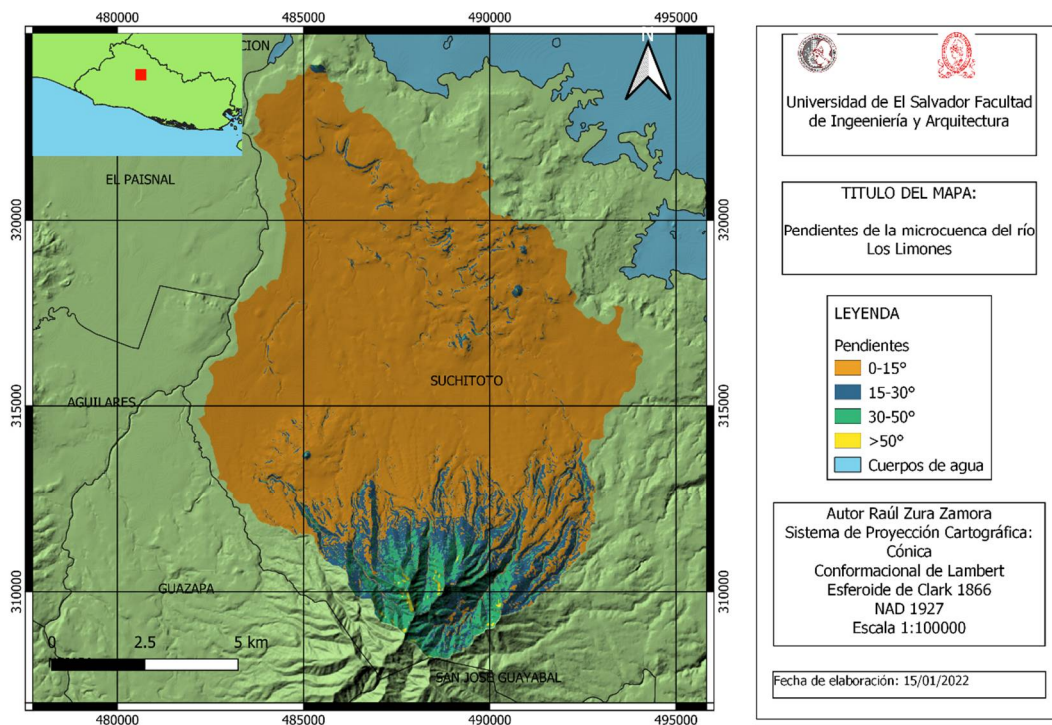 480000
485000
490000
495000
CION
N
EL PAISNAL
320000
320000
SUCHITOTO
AGUILARES
315000
315000
GUAZAPA
310000
310000
0
2.5
5 km
SAN JOSE GUAYABAL
480000
485000
490000
495000
Universidad de El Salvador Facultad
de Ingeeniería y Arquitectura
TITULO DEL MAPA:
Pendientes de la microcuenca del río
Los Limones
LEYENDA
Pendientes
0-15°
15-30°
30-50°
>50°
Cuerpos de agua
Autor Raúl Zura Zamora
Sistema de Proyección Cartográfica:
Cónica
Conformacional de Lambert
Esferoide de Clark 1866
NAD 1927
Escala 1:100000
Fecha de elaboración: 15/01/2022